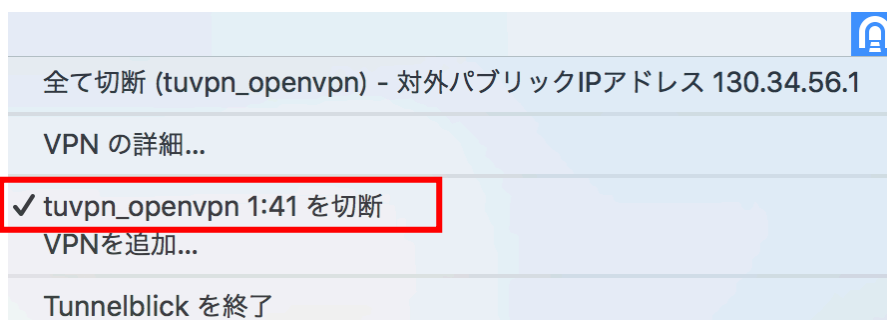 全て切断 (tuvpn_openvpn) - 対外パブリックIPアドレス 130.34.56.1
VPN の詳細...
✓ tuvpn_openvpn 1:41 を切断
VPNを追加...
Tunnelblick を終了